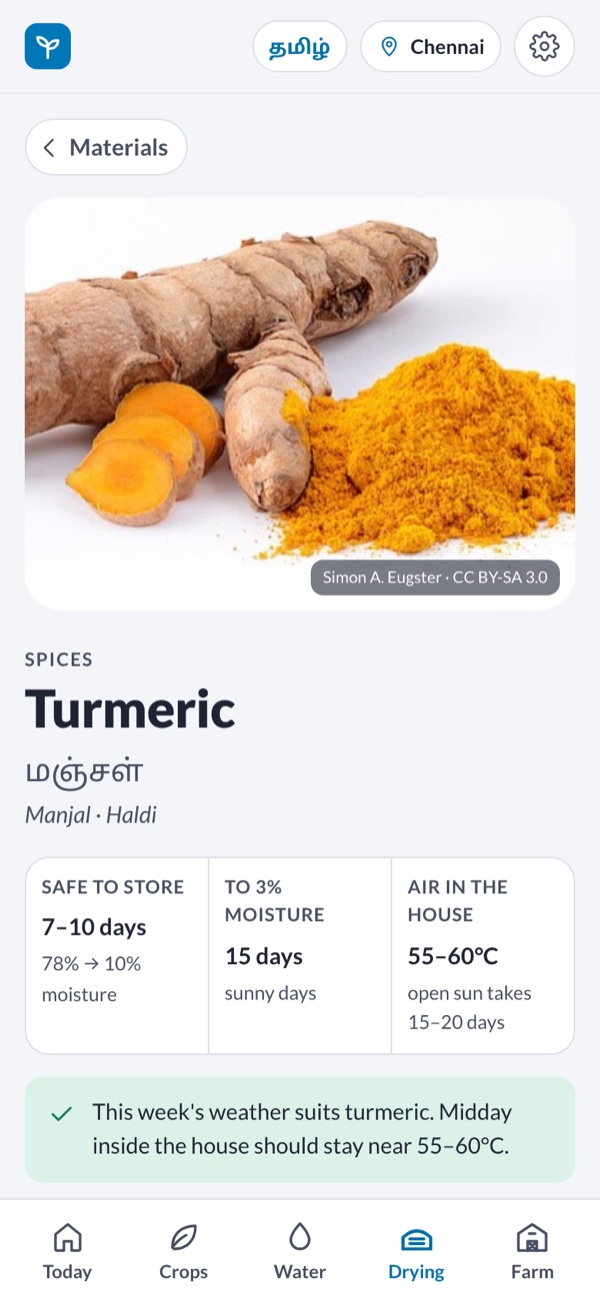 தமிழ்
Chennai
Materials
Simon A. Eugster · CC BY-SA 3.0
SPICES
Turmeric
மஞ்சள்
Manjal · Haldi
SAFE TO STORE
7–10 days
78% → 10%
moisture
TO 3%
MOISTURE
15 days
sunny days
AIR IN THE
HOUSE
55–60°C
open sun takes
15–20 days
This week's weather suits turmeric. Midday
inside the house should stay near 55–60°C.
Today
Crops
Water
Drying
Farm